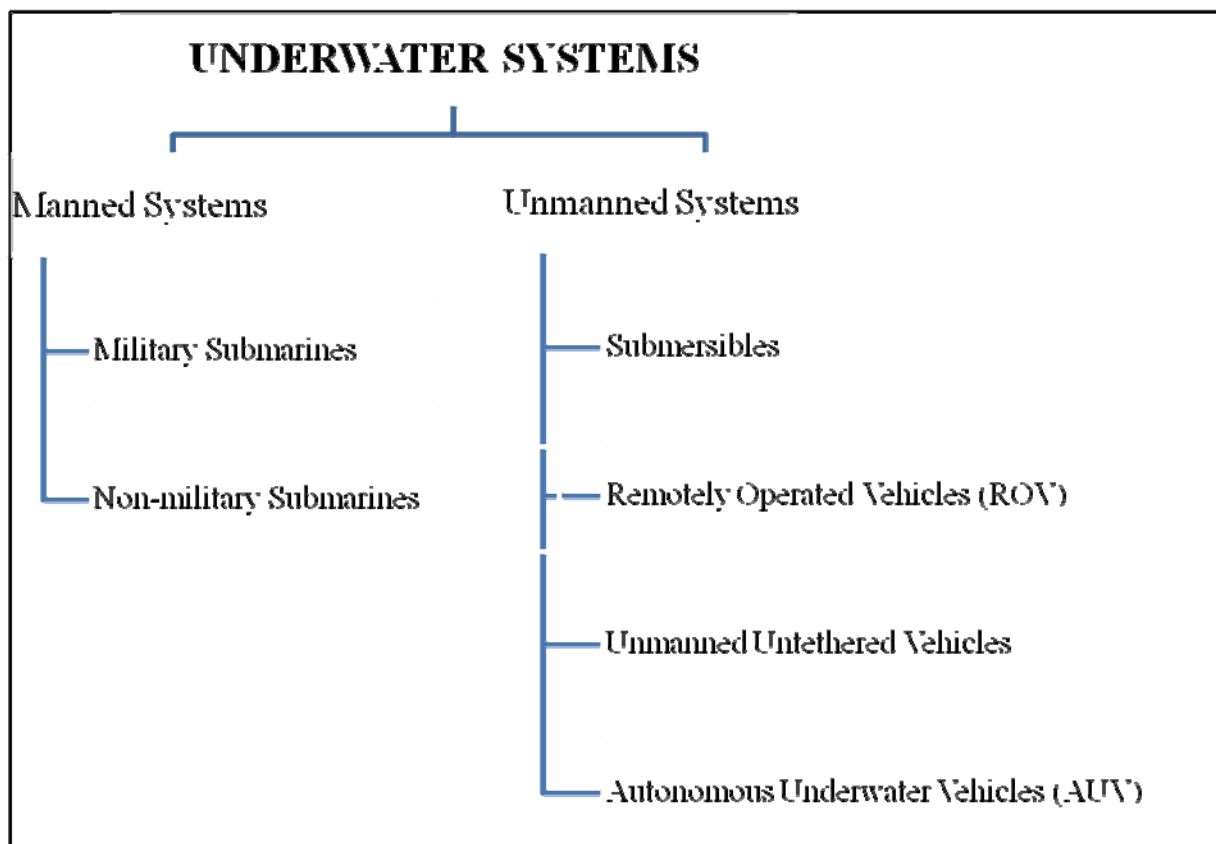 UNDERWATER SYSTEMS
Manned Systems
Military Submarines
Non-military Submarines
Unmanned Systems
Submersibles
Remotely Operated Vehicles (ROV)
Unmanned Untethered Vehicles
Autonomous Underwater Vehicles (AUV)